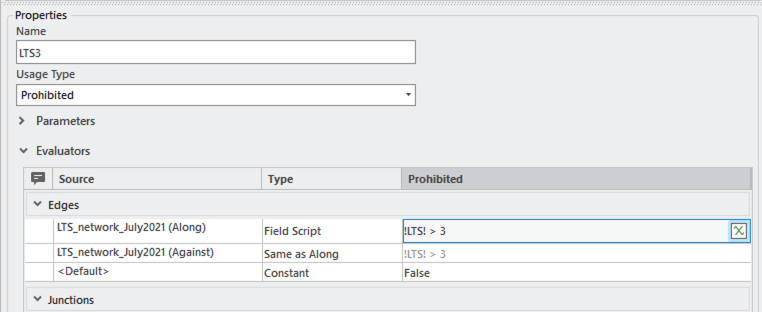 Properties
Name
LTS3
Usage Type
Prohibited
Parameters
Evaluators
Source Type Prohibited
Edges
LTS_network_July2021 (Along) Field Script !LTS! > 3
LTS_network_July2021 (Against) Same as Along !LTS! > 3
<Default> Constant False
Junctions